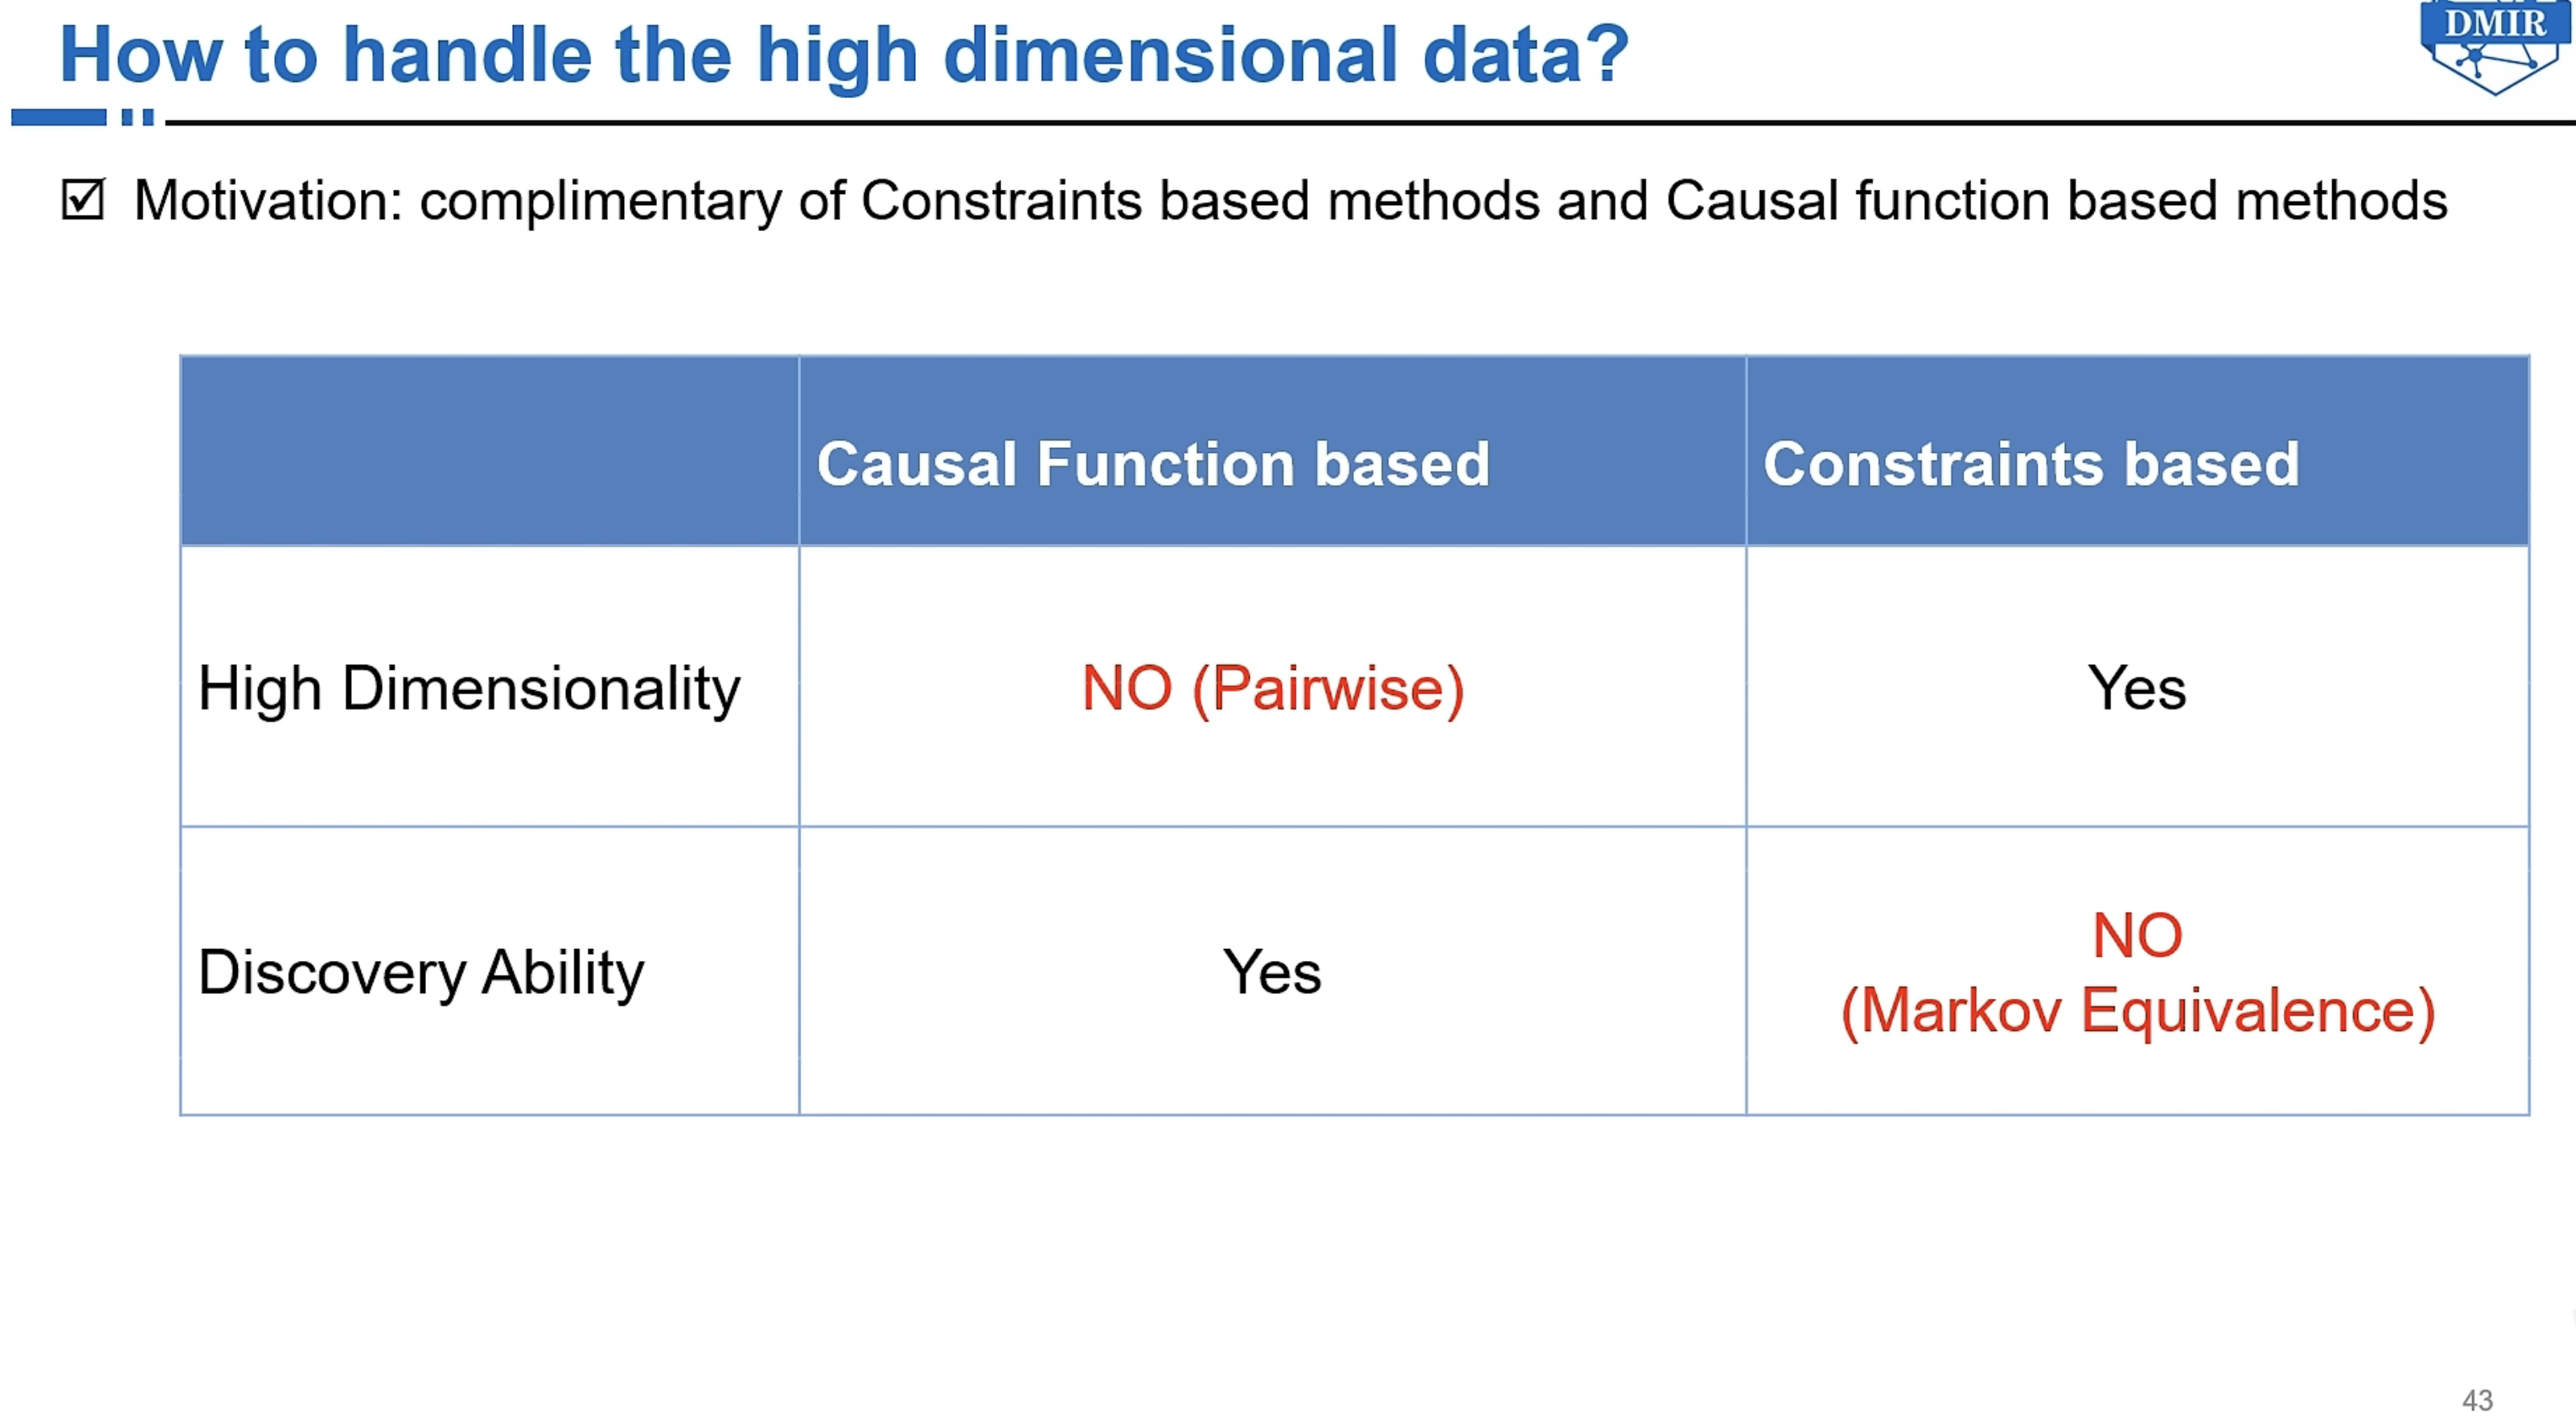 How to handle the high dimensional data?
DMIR
☑ Motivation: complimentary of Constraints based methods and Causal function based methods
Causal Function based
Constraints based
High Dimensionality
NO (Pairwise)
Yes
Discovery Ability
Yes
NO
(Markov Equivalence)
43